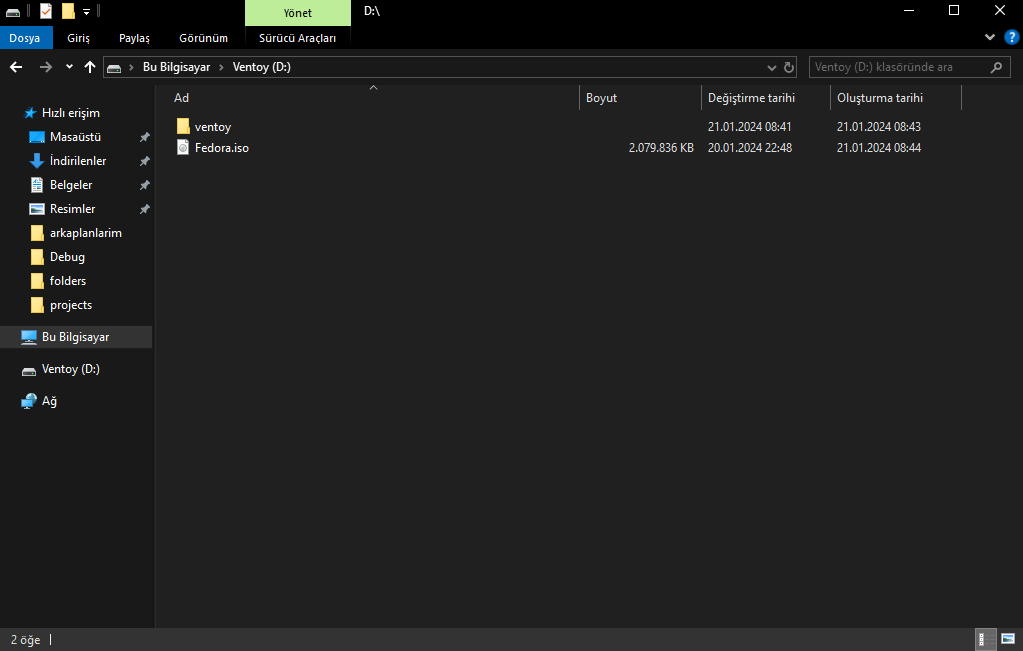 Yönet
D:\
Dosya
Giriş
Paylaş
Görünüm
Sürücü Araçları
?
Bu Bilgisayar
Ventoy (D:)
Ventoy (D:) klasöründe ara
Hızlı erişim
Masaüstü
İndirilenler
Belgeler
Resimler
arkaplanlarim
Debug
folders
projects
Bu Bilgisayar
Ventoy (D:)
Ağ
Ad Boyut Değiştirme tarihi Oluşturma tarihi
ventoy 21.01.2024 08:41 21.01.2024 08:43
Fedora.iso 2.079.836 KB 20.01.2024 22:48 21.01.2024 08:44
2 öğe